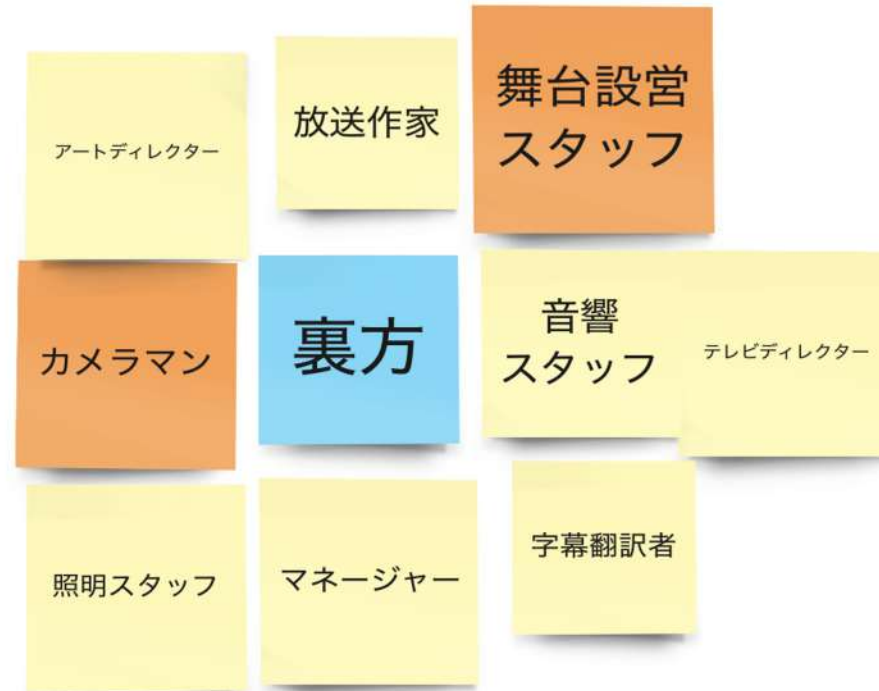 アートディレクター
放送作家
舞台設営
スタッフ
カメラマン
裏方
音響
スタッフ
テレビディレクター
照明スタッフ
マネージャー
字幕翻訳者